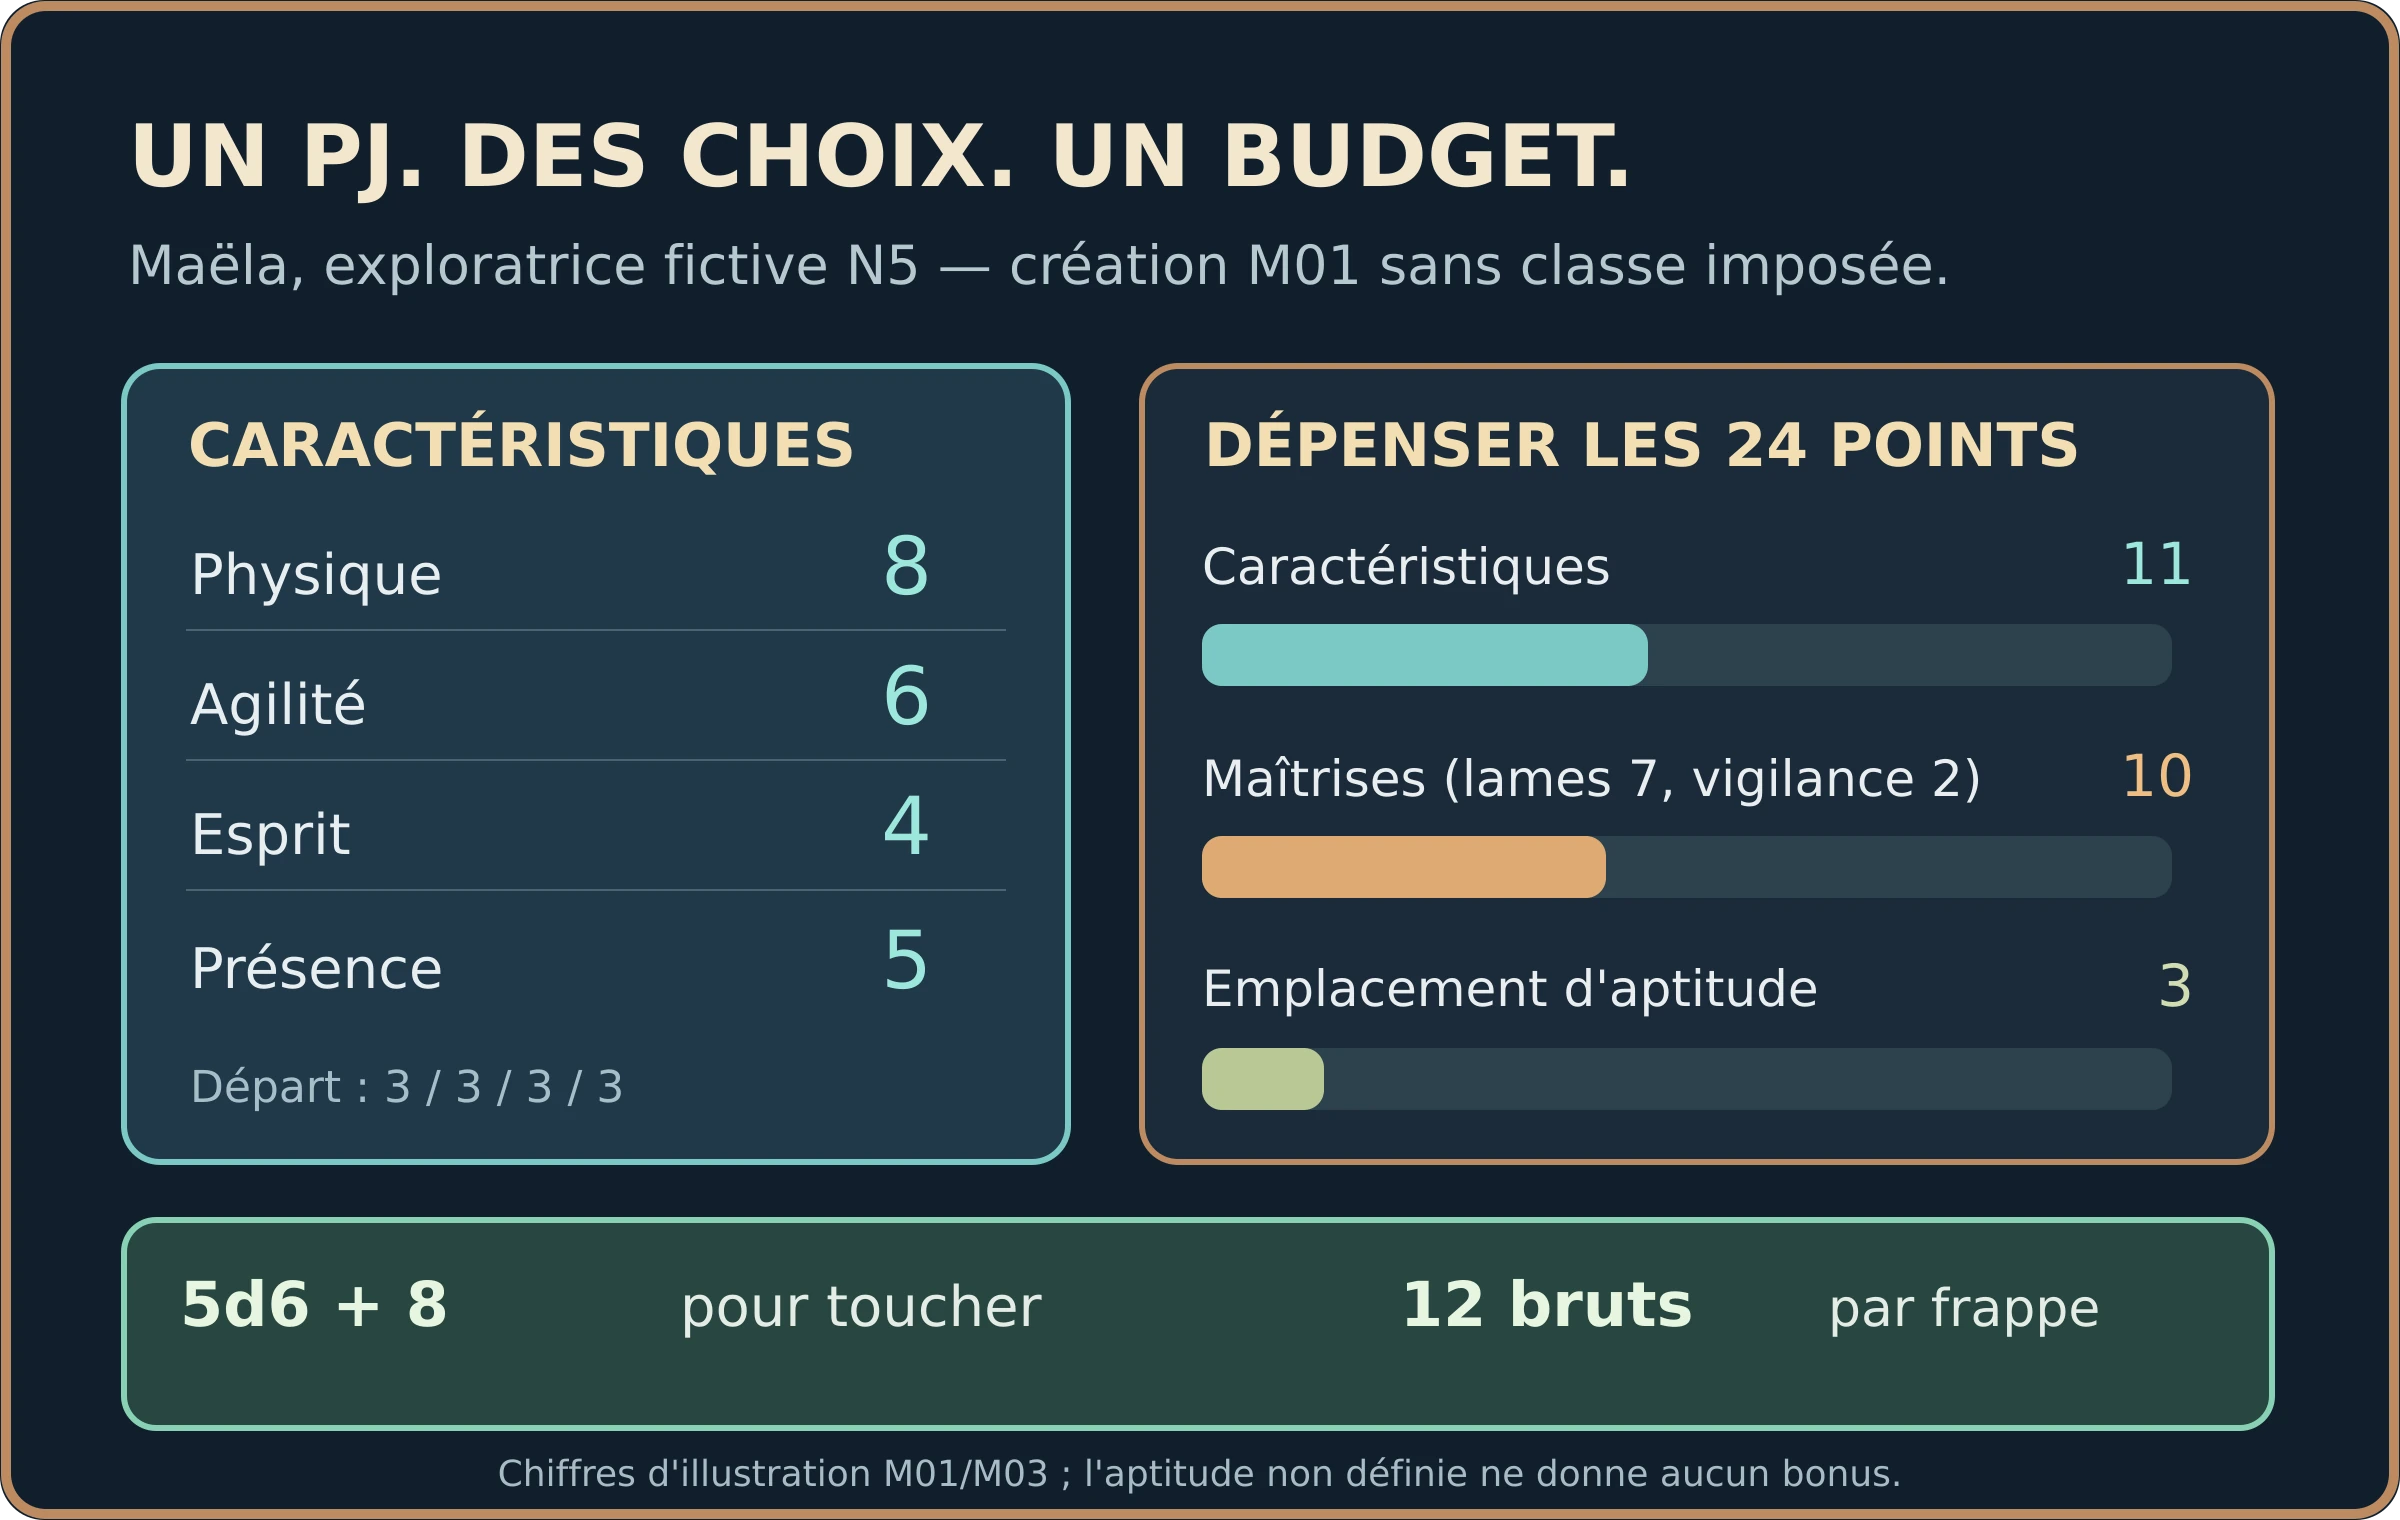 UN PJ. DES CHOIX. UN BUDGET.
Maëla, exploratrice fictive N5 — création M01 sans classe imposée.
CARACTÉRISTIQUES
Physique 8
Agilité 6
Esprit 4
Présence 5
Départ : 3 / 3 / 3 / 3
DÉPENSER LES 24 POINTS
Caractéristiques 11
Maîtrises (lames 7, vigilance 2) 10
Emplacement d'aptitude 3
5d6 + 8 pour toucher 12 bruts par frappe
Chiffres d'illustration M01/M03 ; l'aptitude non définie ne donne aucun bonus.